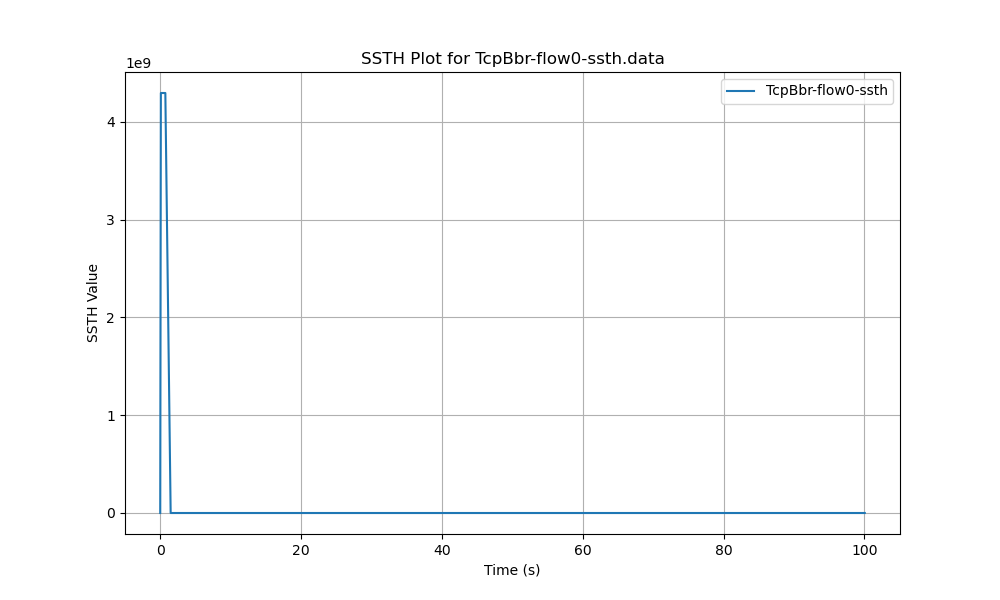 SSTH Plot for TcpBbr-flow0-ssth.data
1e9
TcpBbr-flow0-ssth
4
3
2
1
0
SSTH Value
0 20 40 60 80 100
Time (s)